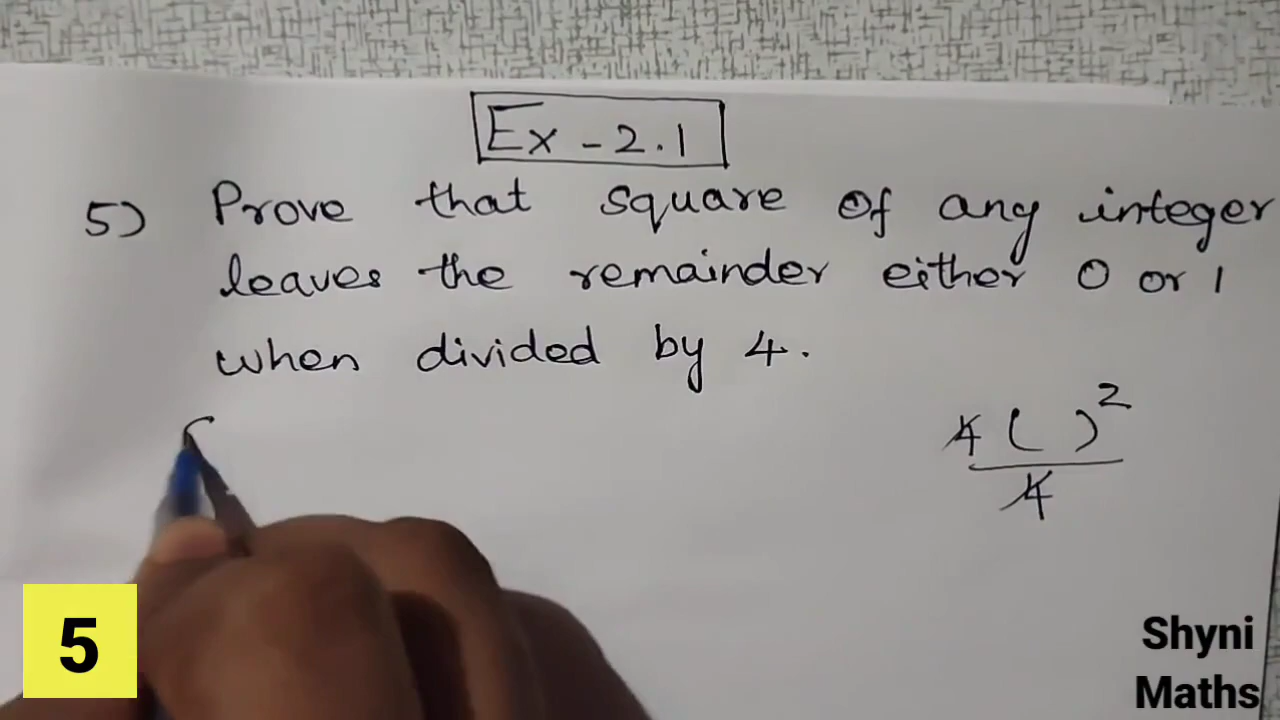 Ex - 2.1
5) Prove that square of any integer
leaves the remainder either 0 or 1
when divided by 4.
4 ( )²
4
5
Shyni
Maths